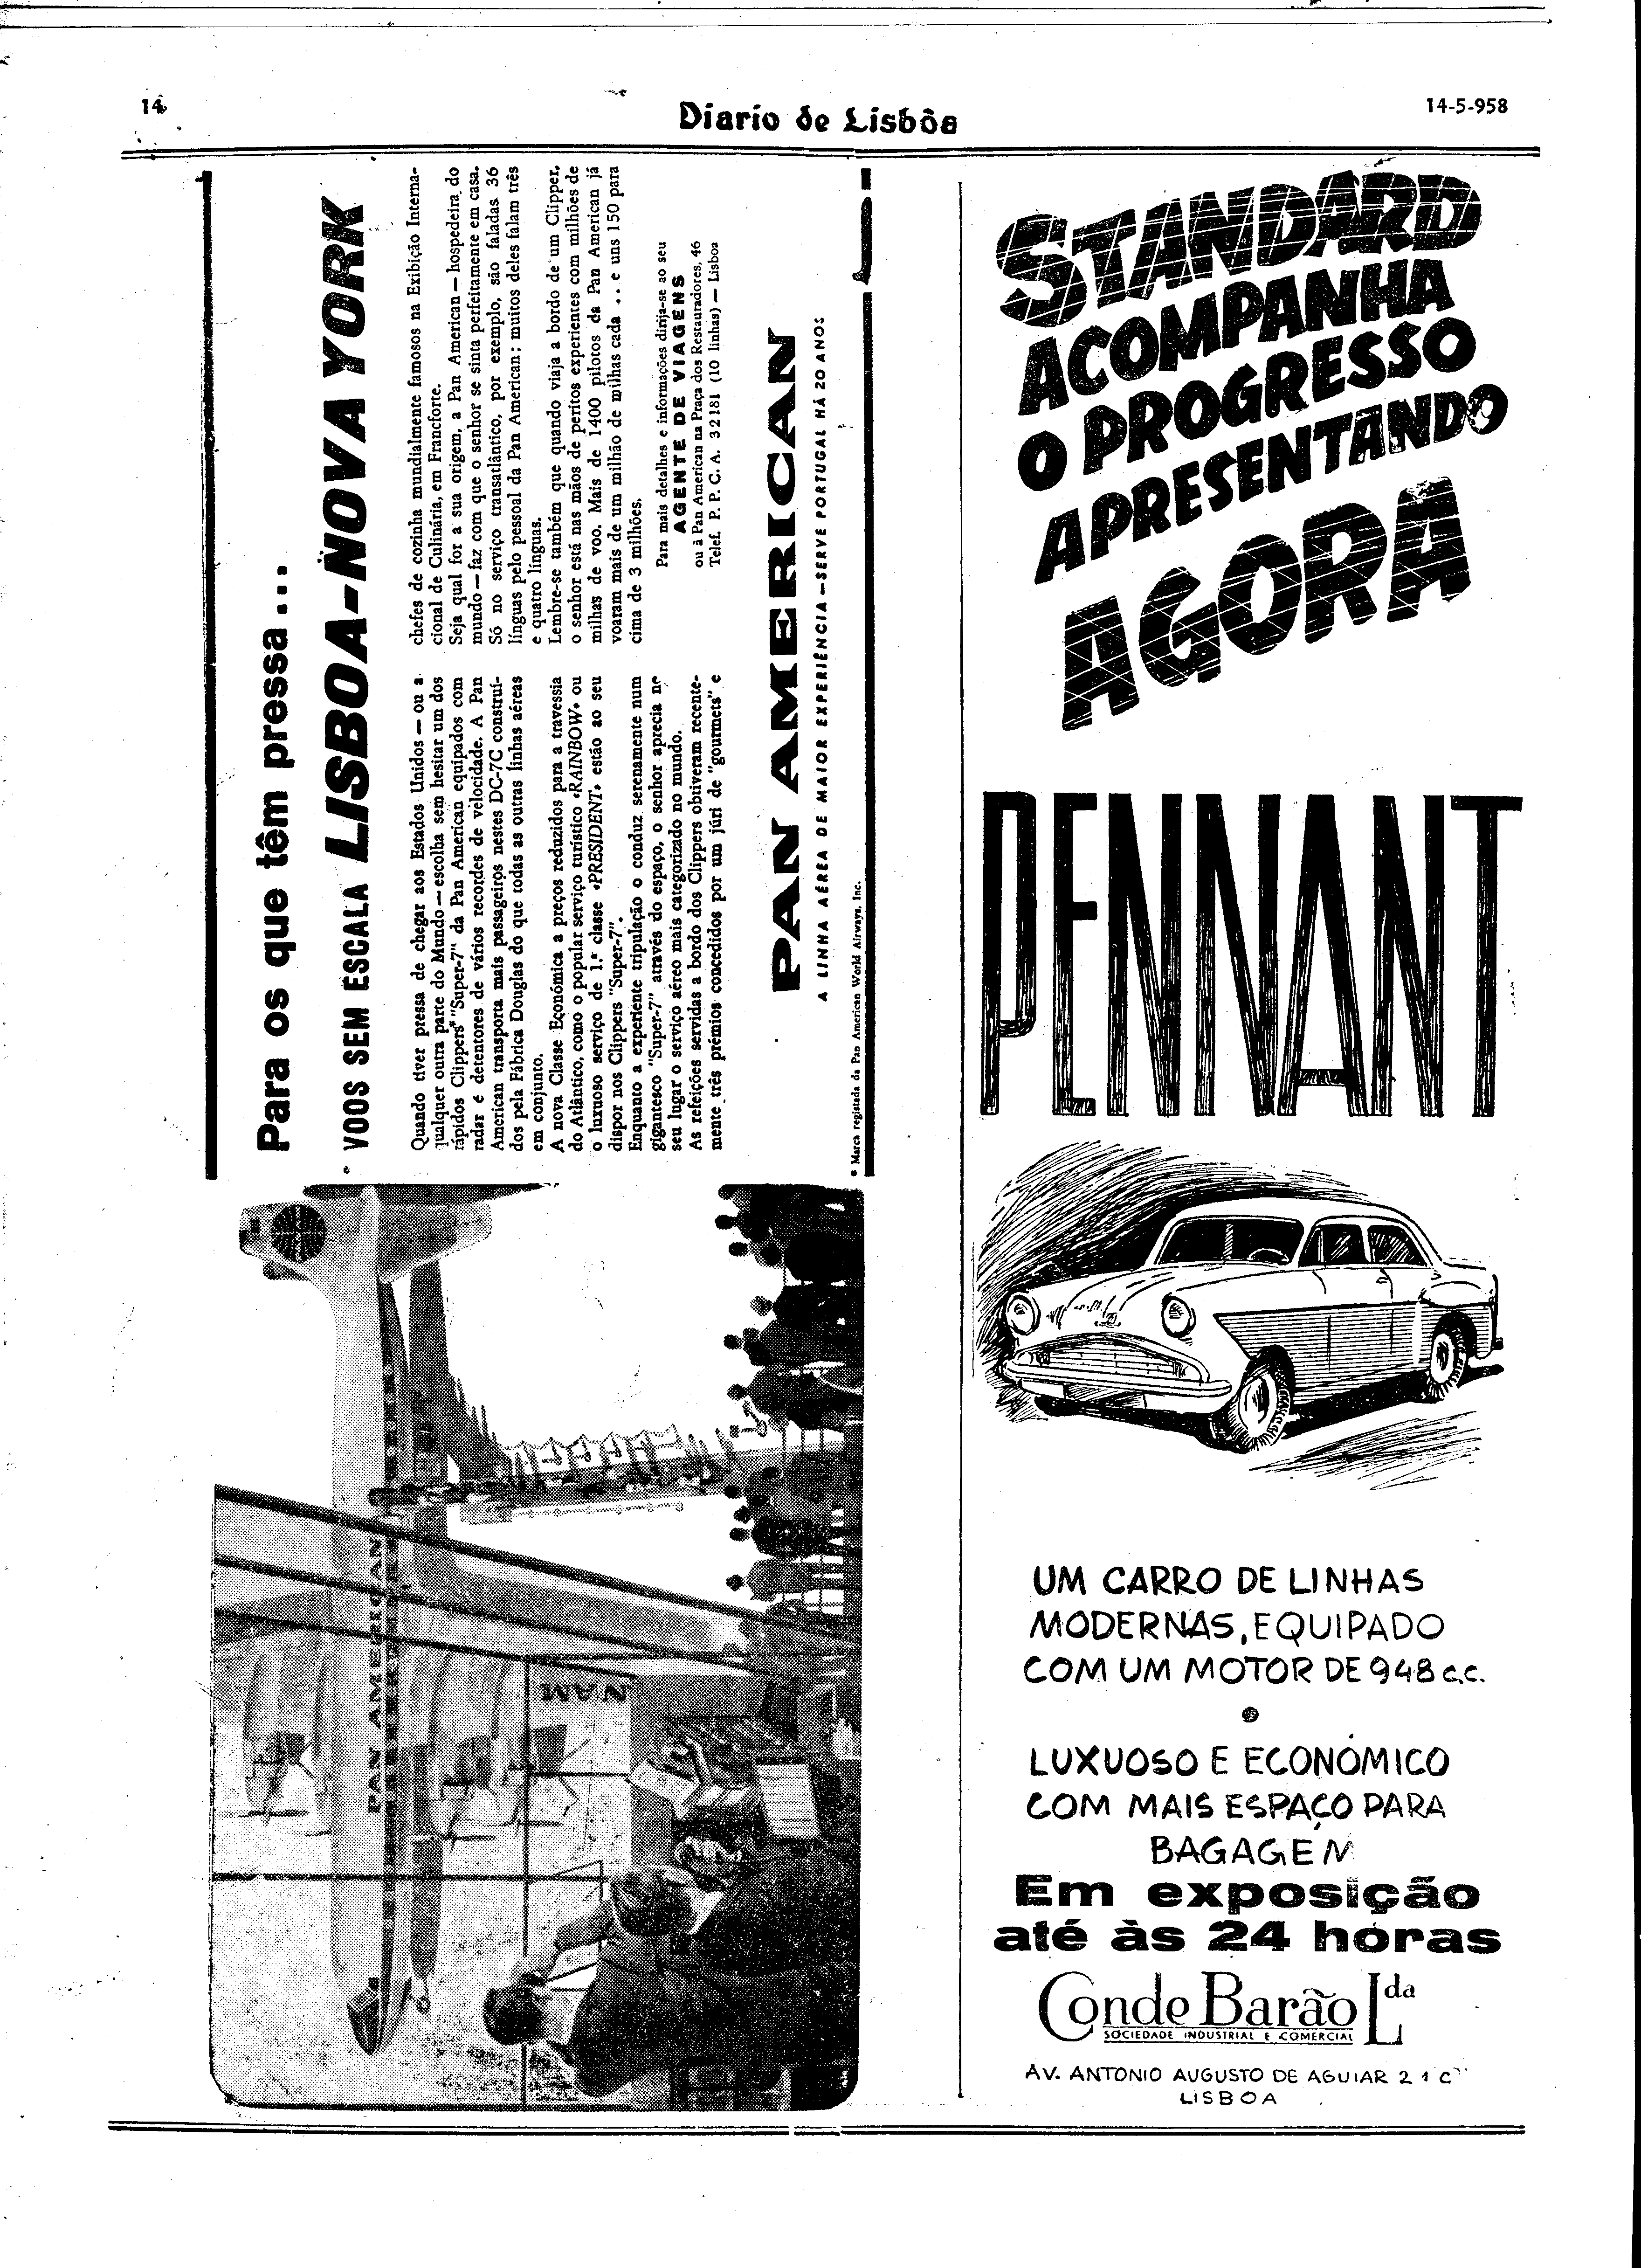 14
Diario de Lisbôa
14-5-958
Para os que têm pressa...
* VOOS SEM ESCALA LISBOA-NOVA YORK
Quando tiver pressa de chegar aos Estados Unidos — ou a
qualquer outra parte do Mundo — escolha sem hesitar um dos
rápidos Clippers* "Super-7" da Pan American equipados com
radar e detentores de vários recordes de velocidade. A Pan
American transporta mais passageiros nestes DC-7C construí-
dos pela Fábrica Douglas do que todas as outras linhas aéreas
em conjunto.
A nova Classe Económica a preços reduzidos para a travessia
do Atlântico, como o popular serviço turístico «RAINBOW» ou
o luxuoso serviço de 1.ª classe «PRESIDENT» estão ao seu
dispor nos Clippers "Super-7".
Enquanto a experiente tripulação o conduz serenamente num
gigantesco "Super-7" através do espaço, o senhor aprecia no
seu lugar o serviço aéreo mais categorizado no mundo.
As refeições servidas a bordo dos Clippers obtiveram recente-
mente três prémios concedidos por um júri de "gourmets" e
chefes de cozinha mundialmente famosos na Exibição Interna-
cional de Culinária, em Francforte.
Seja qual for a sua origem, a Pan American — hospedeira do
mundo — faz com que o senhor se sinta perfeitamente em casa.
Só no serviço transatlântico, por exemplo, são faladas 36
línguas pelo pessoal da Pan American: muitos deles falam três
e quatro línguas.
Lembre-se também que quando viaja a bordo de um Clipper,
o senhor está nas mãos de peritos experientes com milhões de
milhas de voo. Mais de 1400 pilotos da Pan American já
voaram mais de um milhão de milhas cada ... e uns 150 para
cima de 3 milhões.
Para mais detalhes e informações dirija-se ao seu
AGENTE DE VIAGENS
ou à Pan American na Praça dos Restauradores, 46
Telef. P. P. C. A. 32181 (10 linhas) — Lisboa
PAN AMERICAN
A LINHA AÉREA DE MAIOR EXPERIÊNCIA — SERVE PORTUGAL HÁ 20 ANOS
* Marca registada da Pan American World Airways, Inc.
PAN AMERICAN
NAM
STANDARD
ACOMPANHA
O PROGRESSO
APRESENTANDO
AGORA
PENNANT
UM CARRO DE LINHAS
MODERNAS, EQUIPADO
COM UM MOTOR DE 948 c.c.
LUXUOSO E ECONÓMICO
COM MAIS ESPAÇO PARA
BAGAGEM
Em exposição
até às 24 horas
Conde Barão Lda
SOCIEDADE INDUSTRIAL E COMERCIAL
AV. ANTONIO AUGUSTO DE AGUIAR 21 C
LISBOA